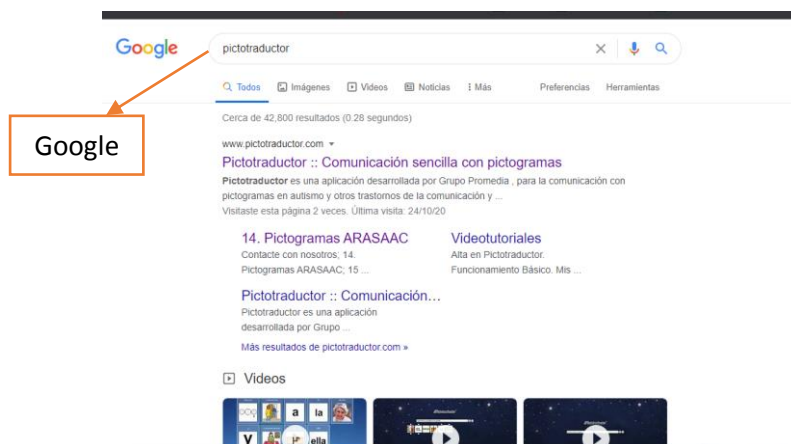 Google
pictotraductor
Todos Imágenes Videos Noticias Más Preferencias Herramientas
Google
Cerca de 42,800 resultados (0.28 segundos)
www.pictotraductor.com
Pictotraductor :: Comunicación sencilla con pictogramas
Pictotraductor es una aplicación desarrollada por Grupo Promedia , para la comunicación con
pictogramas en autismo y otros trastornos de la comunicación y ...
Visitaste esta página 2 veces. Última visita: 24/10/20
14. Pictogramas ARASAAC
Contacte con nosotros; 14.
Pictogramas ARASAAC; 15 ...
Videotutoriales
Alta en Pictotraductor.
Funcionamiento Básico. Mis ...
Pictotraductor :: Comunicación...
Pictotraductor es una aplicación
desarrollada por Grupo ...
Más resultados de pictotraductor.com »
Videos
a la
y ella